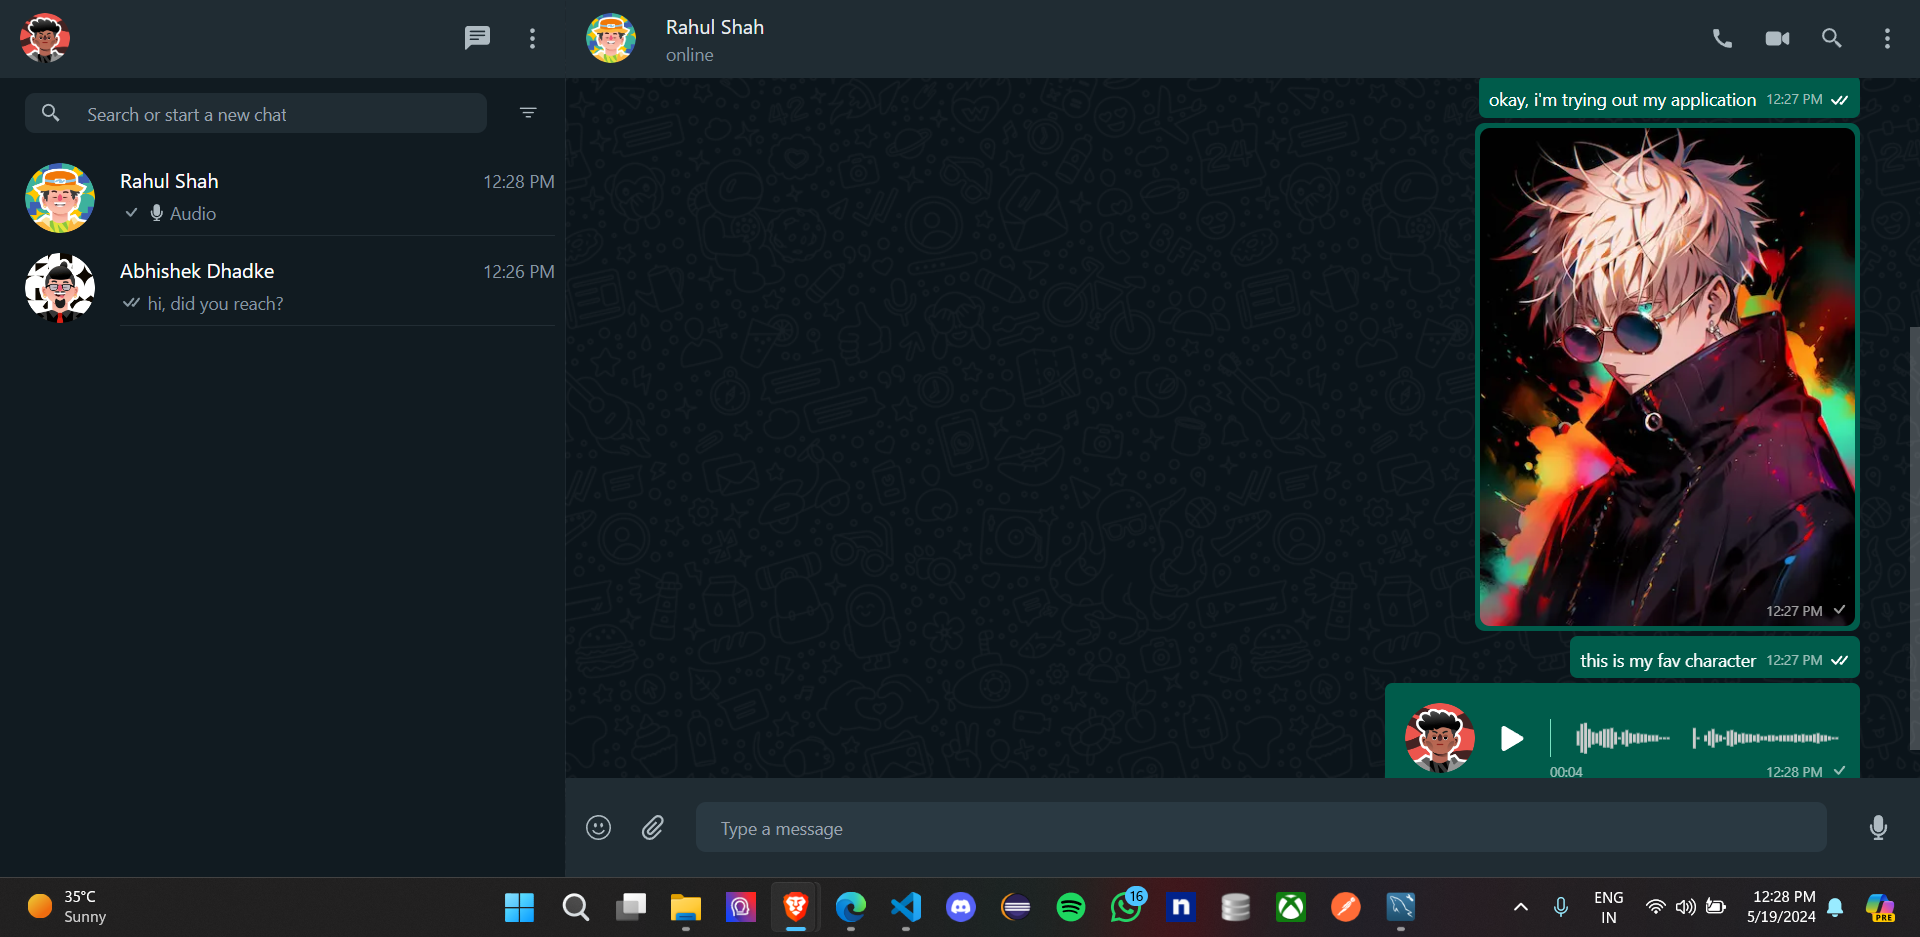 Rahul Shah
online
Search or start a new chat
Rahul Shah
12:28 PM
Audio
Abhishek Dhadke
12:26 PM
hi, did you reach?
okay, i'm trying out my application 12:27 PM
12:27 PM
this is my fav character 12:27 PM
00:04
12:28 PM
Type a message
35°C
Sunny
16
n
PRE
ENG
IN
12:28 PM
5/19/2024